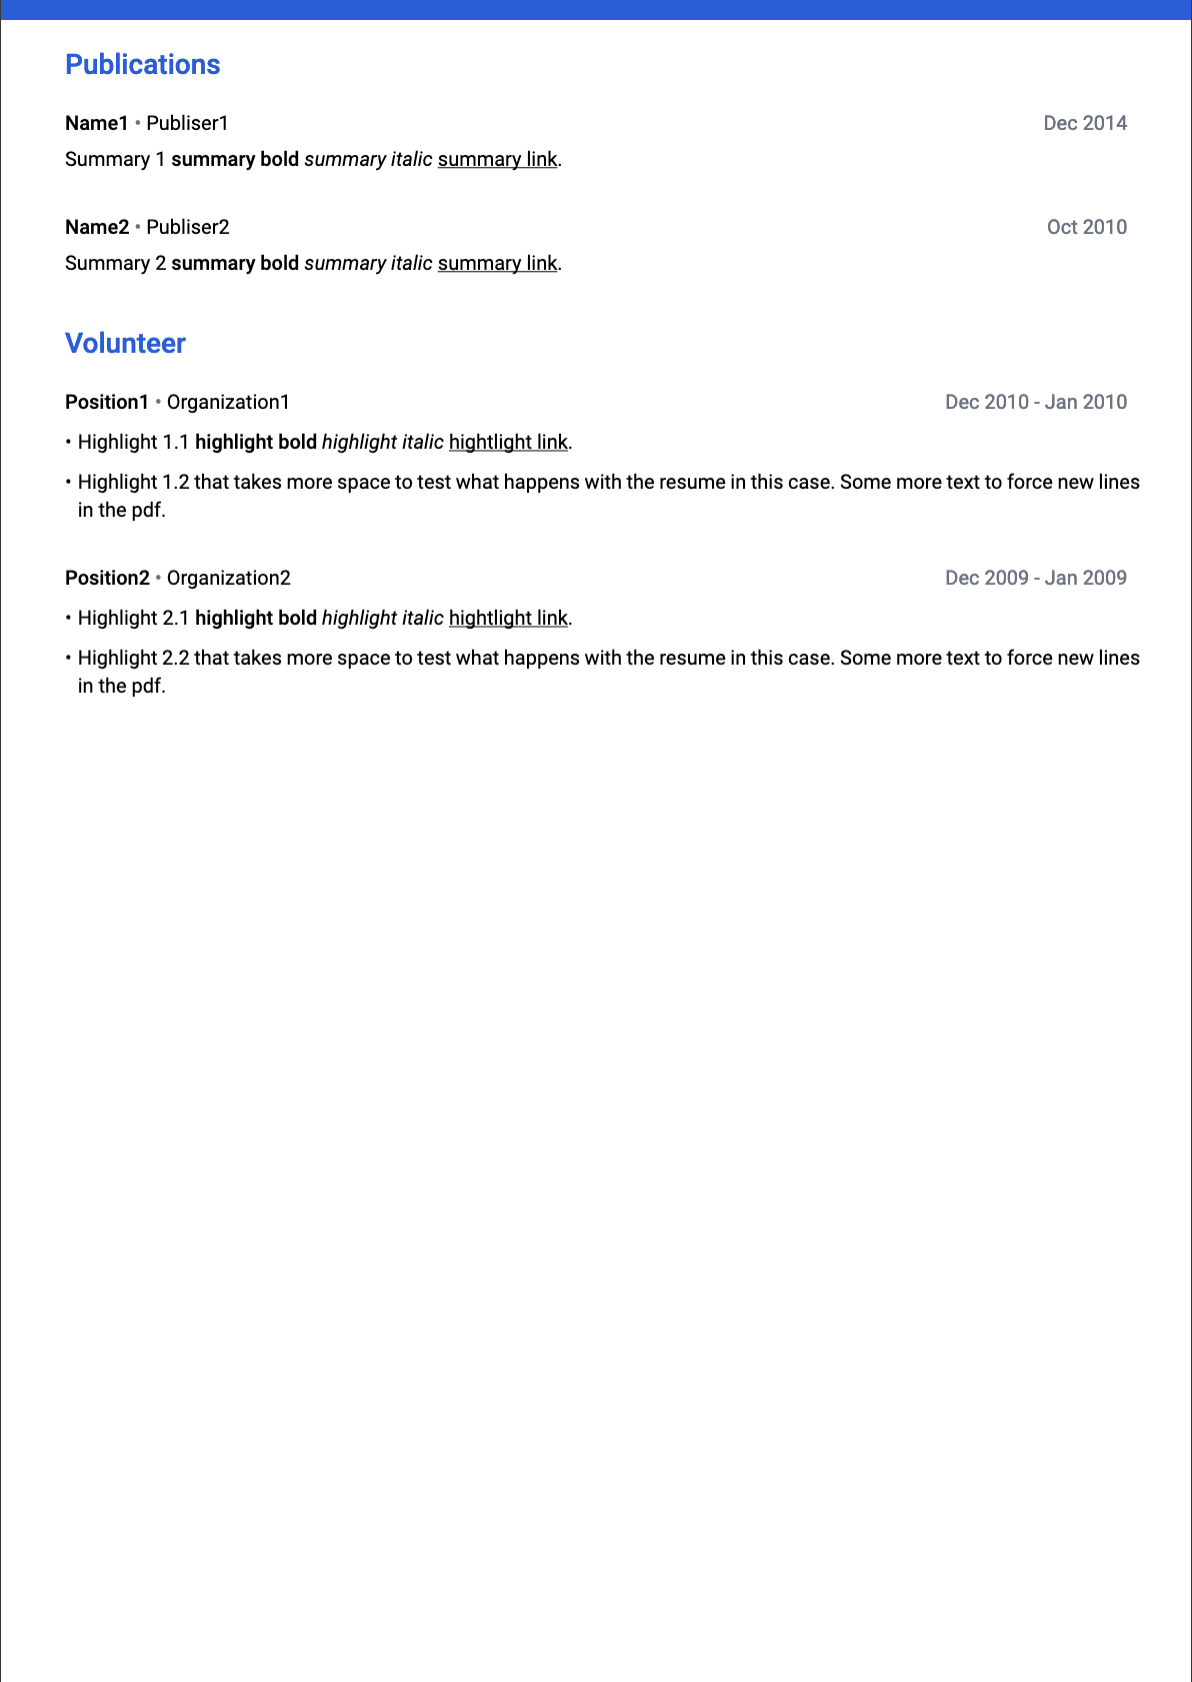 Publications
Name1 • Publiser1 Dec 2014
Summary 1 summary bold summary italic summary link.
Name2 • Publiser2 Oct 2010
Summary 2 summary bold summary italic summary link.
Volunteer
Position1 • Organization1 Dec 2010 - Jan 2010
• Highlight 1.1 highlight bold highlight italic hightlight link.
• Highlight 1.2 that takes more space to test what happens with the resume in this case. Some more text to force new lines
in the pdf.
Position2 • Organization2 Dec 2009 - Jan 2009
• Highlight 2.1 highlight bold highlight italic hightlight link.
• Highlight 2.2 that takes more space to test what happens with the resume in this case. Some more text to force new lines
in the pdf.